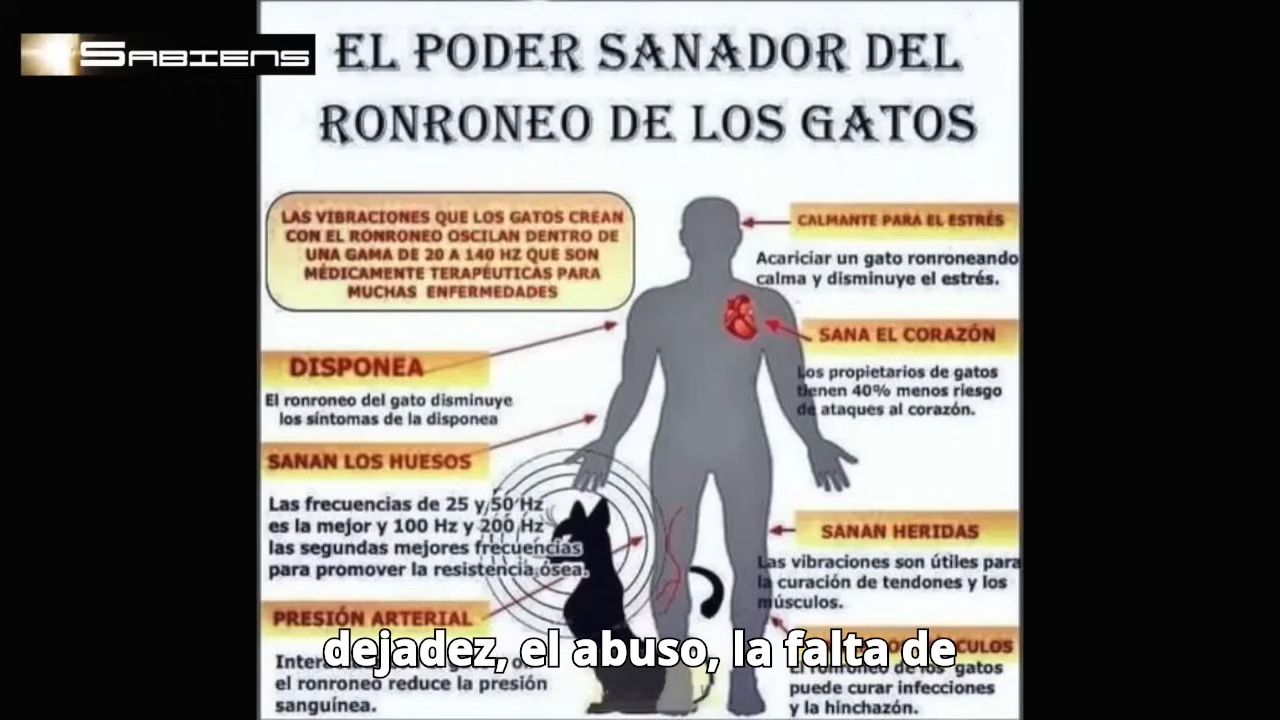 SABIENS
EL PODER SANADOR DEL
RONRONEO DE LOS GATOS
LAS VIBRACIONES QUE LOS GATOS CREAN
CON EL RONRONEO OSCILAN DENTRO DE
UNA GAMA DE 20 A 140 HZ QUE SON
MÉDICAMENTE TERAPÉUTICAS PARA
MUCHAS ENFERMEDADES
DISPONEA
El ronroneo del gato disminuye
los síntomas de la disponea
SANAN LOS HUESOS
Las frecuencias de 25 y 50 Hz
es la mejor y 100 Hz y 200 Hz
las segundas mejores frecuencias
para promover la resistencia ósea.
PRESIÓN ARTERIAL
el ronroneo reduce la presión
sanguínea.
CALMANTE PARA EL ESTRÉS
Acariciar un gato ronroneando
calma y disminuye el estrés.
SANA EL CORAZÓN
Los propietarios de gatos
tienen 40% menos riesgo
de ataques al corazón.
SANAN HERIDAS
Las vibraciones son útiles para
la curación de tendones y los
músculos.
El ronroneo de los gatos
puede curar infecciones
y la hinchazón.
dejadez, el abuso, la falta de